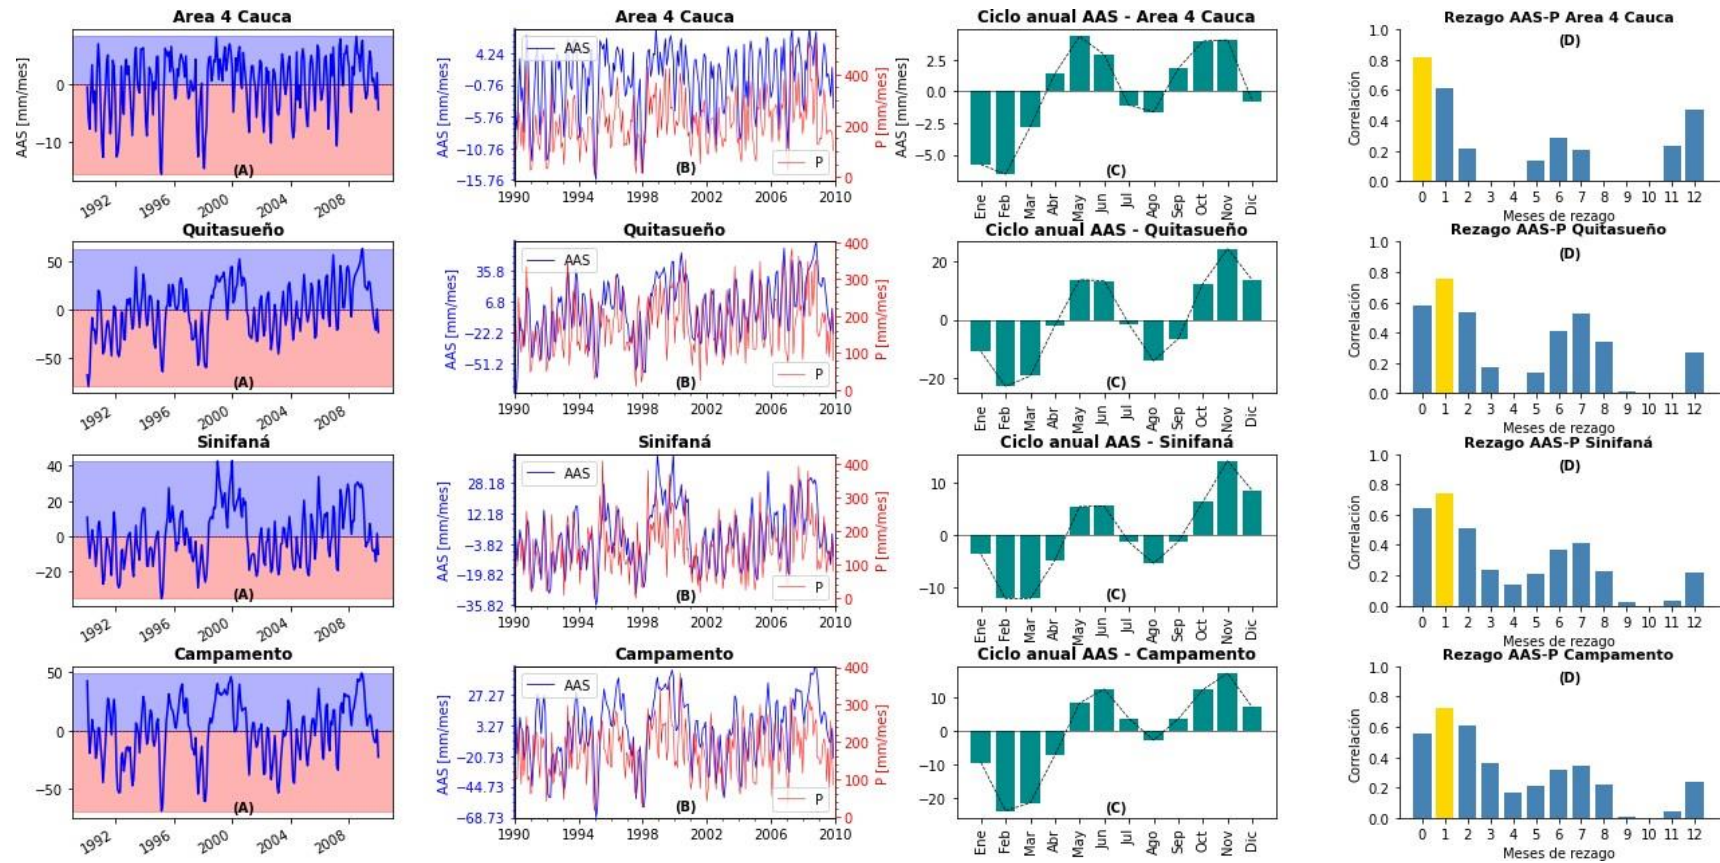 Area 4 Cauca
AAS [mm/mes]
0
−10
(A)
1992
1996
2000
2004
2008
Area 4 Cauca
AAS [mm/mes]
4.24
−0.76
−5.76
−10.76
−15.76
AAS
P
(B)
400
200
0
P [mm/mes]
1990 1994 1998 2002 2006 2010
Ciclo anual AAS - Area 4 Cauca
AAS [mm/mes]
2.5
0.0
−2.5
−5.0
(C)
Ene Feb Mar Abr May Jun Jul Ago Sep Oct Nov Dic
Rezago AAS-P Area 4 Cauca
(D)
Correlación
1.0
0.8
0.6
0.4
0.2
0.0
0 1 2 3 4 5 6 7 8 9 10 11 12
Meses de rezago
Quitasueño
50
0
−50
(A)
1992
1996
2000
2004
2008
Quitasueño
AAS [mm/mes]
35.8
6.8
−22.2
−51.2
AAS
P
(B)
400
300
200
100
0
P [mm/mes]
1990 1994 1998 2002 2006 2010
Ciclo anual AAS - Quitasueño
20
0
−20
(C)
Ene Feb Mar Abr May Jun Jul Ago Sep Oct Nov Dic
Rezago AAS-P Quitasueño
(D)
Correlación
1.0
0.8
0.6
0.4
0.2
0.0
0 1 2 3 4 5 6 7 8 9 10 11 12
Meses de rezago
Sinifaná
40
20
0
−20
(A)
1992
1996
2000
2004
2008
Sinifaná
AAS [mm/mes]
28.18
12.18
−3.82
−19.82
−35.82
AAS
P
(B)
400
300
200
100
0
P [mm/mes]
1990 1994 1998 2002 2006 2010
Ciclo anual AAS - Sinifaná
10
0
−10
(C)
Ene Feb Mar Abr May Jun Jul Ago Sep Oct Nov Dic
Rezago AAS-P Sinifaná
(D)
Correlación
1.0
0.8
0.6
0.4
0.2
0.0
0 1 2 3 4 5 6 7 8 9 10 11 12
Meses de rezago
Campamento
50
0
−50
(A)
1992
1996
2000
2004
2008
Campamento
AAS [mm/mes]
27.27
3.27
−20.73
−44.73
−68.73
AAS
P
(B)
400
300
200
100
0
P [mm/mes]
1990 1994 1998 2002 2006 2010
Ciclo anual AAS - Campamento
10
0
−10
−20
(C)
Ene Feb Mar Abr May Jun Jul Ago Sep Oct Nov Dic
Rezago AAS-P Campamento
(D)
Correlación
1.0
0.8
0.6
0.4
0.2
0.0
0 1 2 3 4 5 6 7 8 9 10 11 12
Meses de rezago